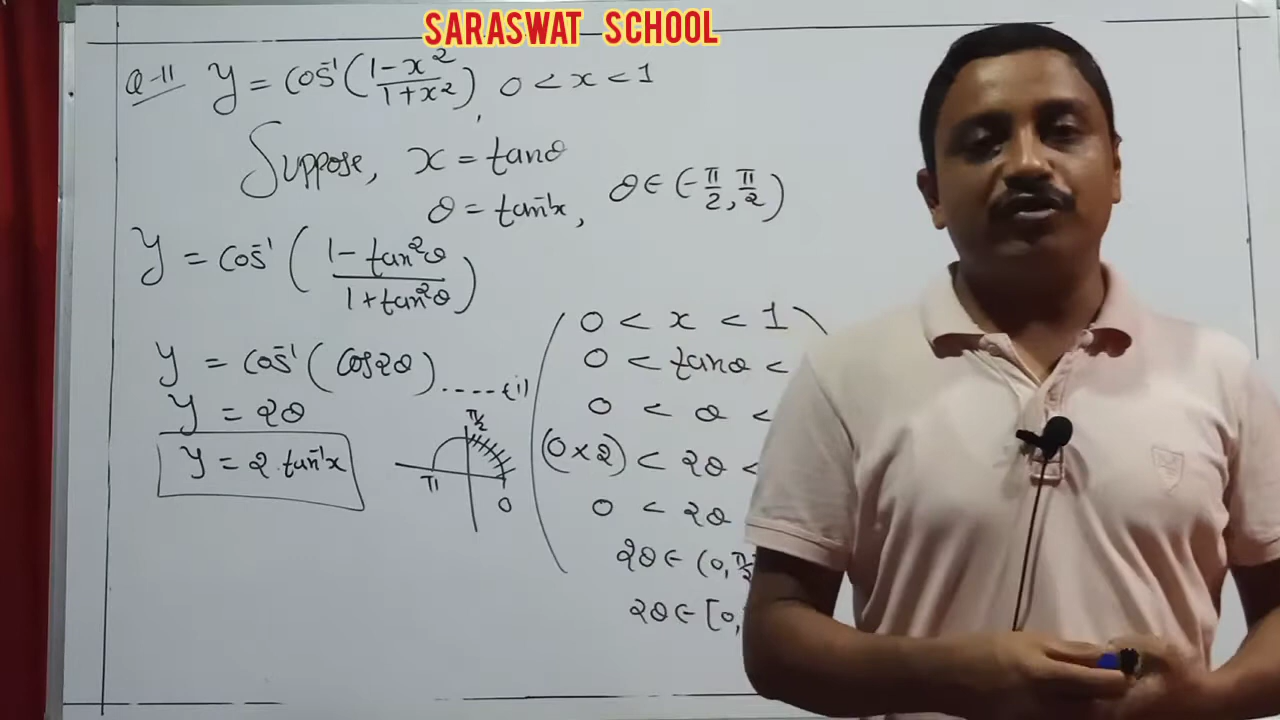 SARASWAT SCHOOL
Q-11 y = cos⁻¹(1-x²/1+x²), 0 < x < 1
Suppose, x = tanθ
θ = tan⁻¹x, θ ∈ (-π/2, π/2)
y = cos⁻¹(1-tan²θ/1+tan²θ)
y = cos⁻¹(cos2θ) ----(i)
y = 2θ
y = 2 tan⁻¹x
π/2
π
0
0 < x < 1
0 < tanθ <
0 < θ <
(0×2) < 2θ <
0 < 2θ
2θ ∈ (0, π/2
2θ ∈ [0,